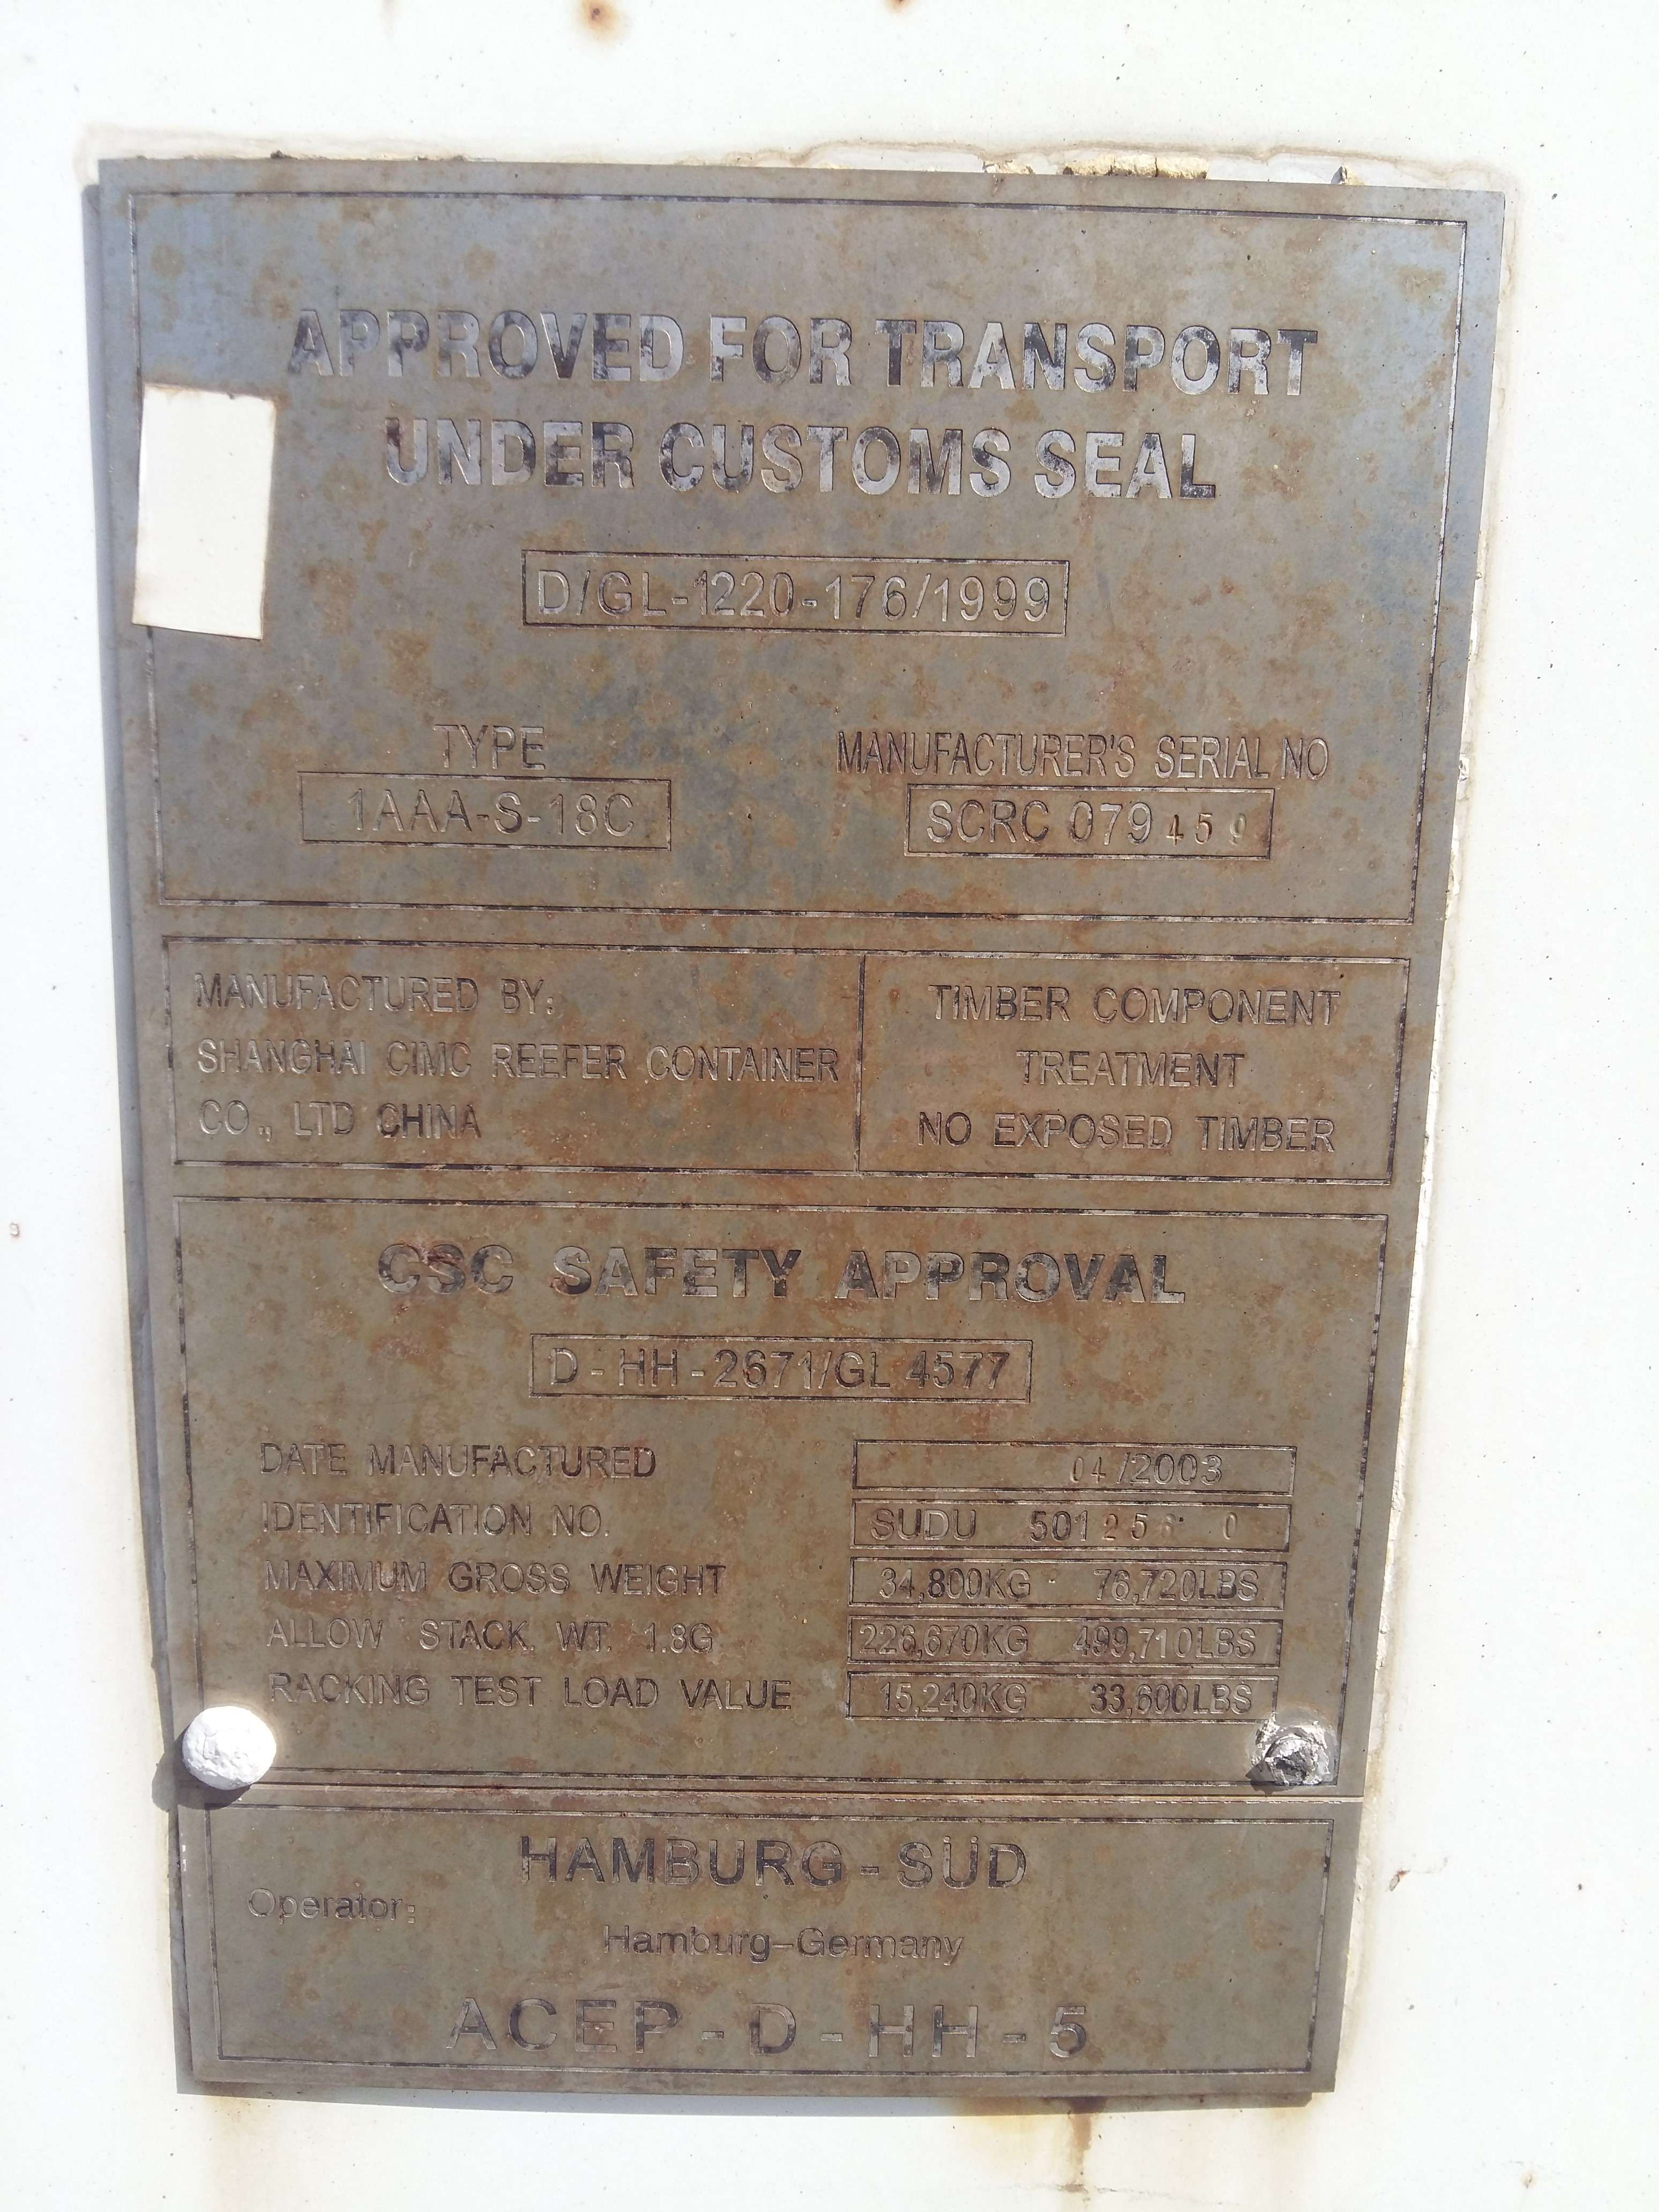 APPROVED FOR TRANSPORT
UNDER CUSTOMS SEAL
D/GL-1220-176/1999
TYPE
1AAA-S-18C
MANUFACTURER'S SERIAL NO
SCRC
MANUFACTURED BY:
SHANGHAI CIMC REEFER CONTAINER
CO., LTD CHINA
TIMBER COMPONENT
TREATMENT
NO EXPOSED TIMBER
CSC SAFETY APPROVAL
D-HH-2671/GL 4577
DATE MANUFACTURED 04/2003
IDENTIFICATION NO. SUDU
MAXIMUM GROSS WEIGHT 34,800KG 76,720LBS
ALLOW STACK. WT. 1.8G 226,670KG 499,710LBS
RACKING TEST LOAD VALUE 15,240KG 33,600LBS
HAMBURG-SÜD
Operator:
Hamburg-Germany
ACEP-D-HH-5